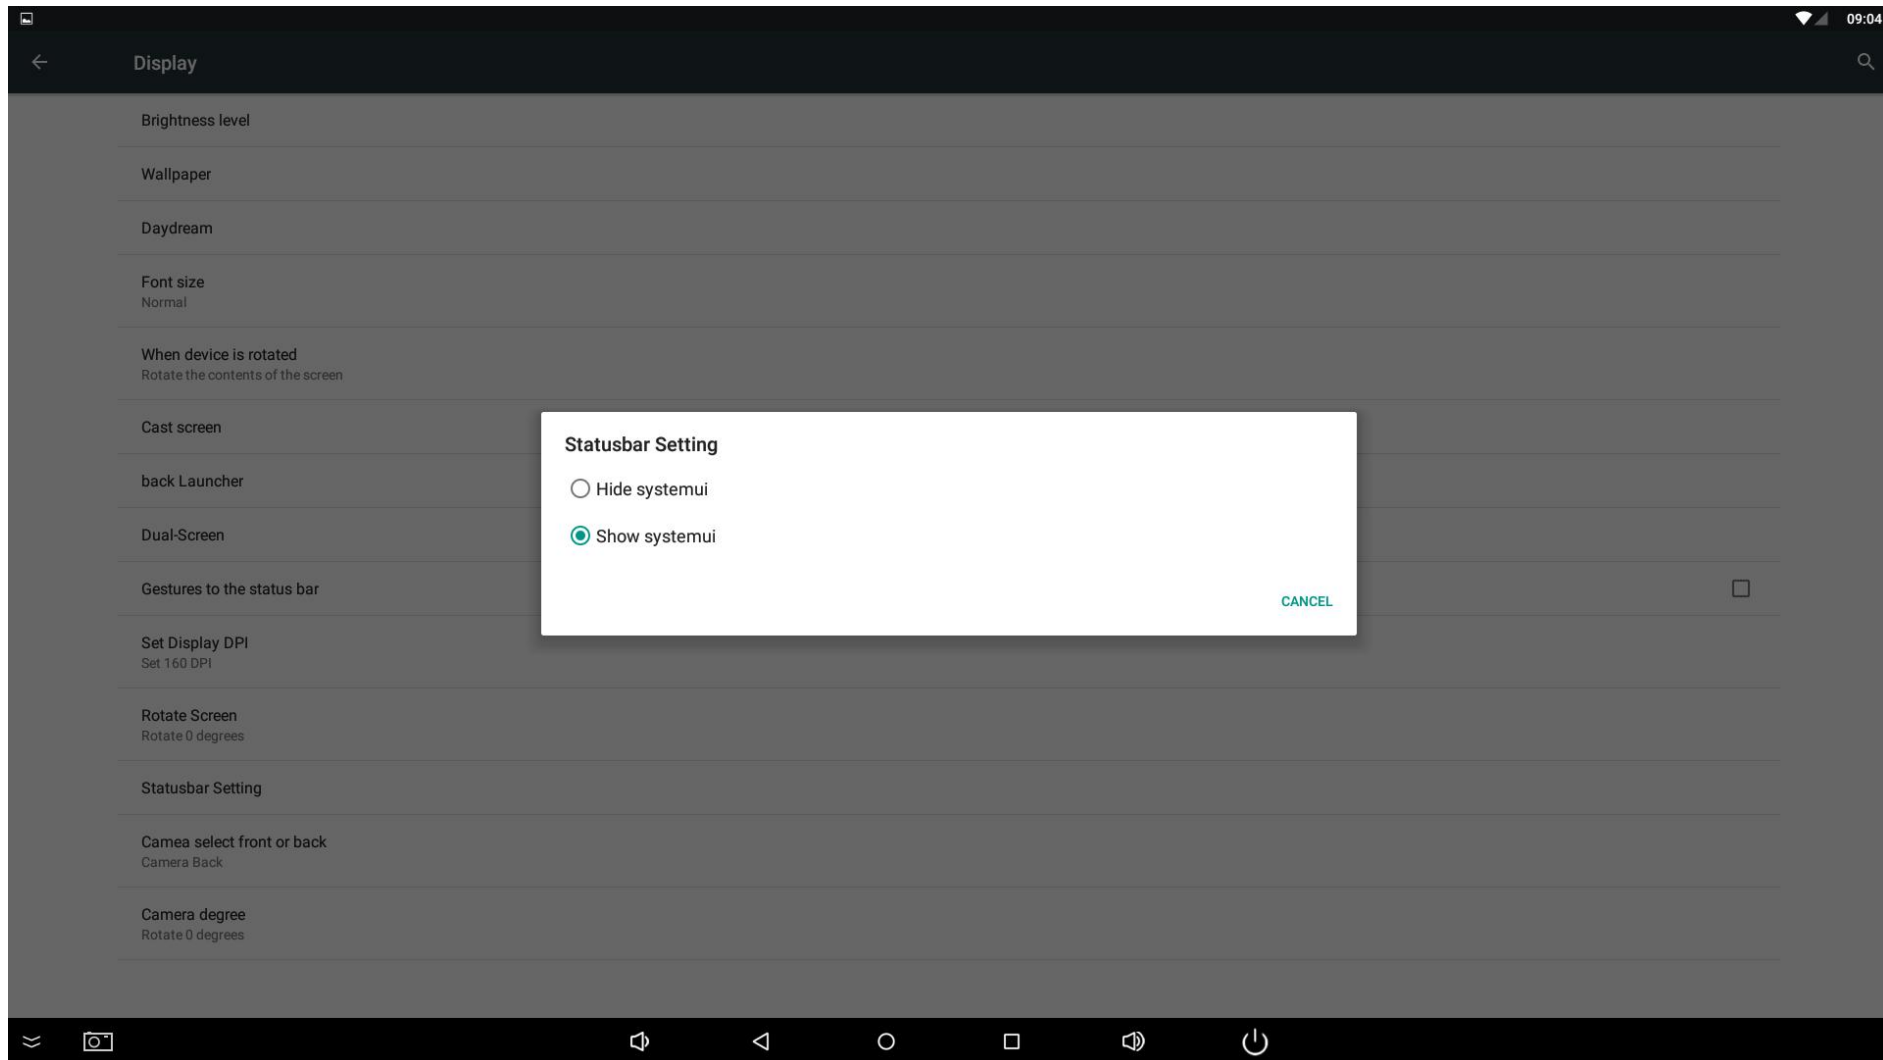 09:04
Display
Brightness level
Wallpaper
Daydream
Font size
Normal
When device is rotated
Rotate the contents of the screen
Cast screen
back Launcher
Dual-Screen
Gestures to the status bar
Set Display DPI
Set 160 DPI
Rotate Screen
Rotate 0 degrees
Statusbar Setting
Camea select front or back
Camera Back
Camera degree
Rotate 0 degrees
Statusbar Setting
Hide systemui
Show systemui
CANCEL